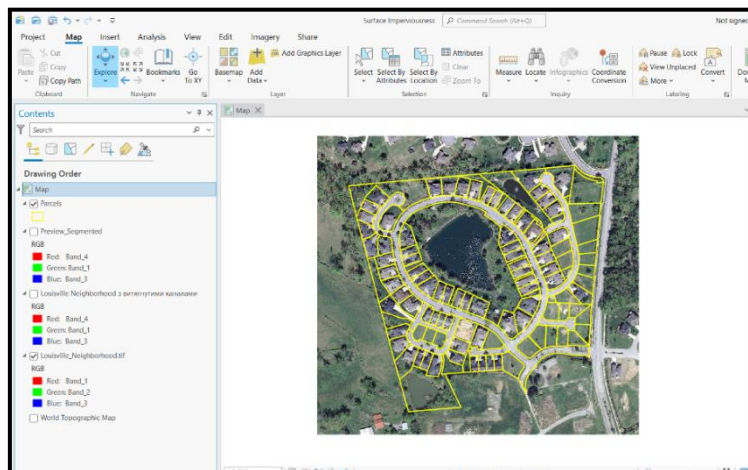 Surface Imperviousness
Command Search (Alt+Q)
Not signed
Project Map Insert Analysis View Edit Imagery Share
Paste
Cut
Copy
Copy Path
Clipboard
Explore
Bookmarks
Go To XY
Navigate
Basemap
Add Data
Add Graphics Layer
Layer
Select
Select By Attributes
Select By Location
Attributes
Clear
Zoom To
Selection
Measure
Locate
Infographics
Coordinate Conversion
Inquiry
Pause
Lock
View Unplaced
More
Convert
Labeling
Contents
Search
Drawing Order
Map
Parcels
Preview_Segmented
RGB
Red: Band_4
Green: Band_1
Blue: Band_3
Louisville Neighborhood з витягнутими каналами
RGB
Red: Band_4
Green: Band_1
Blue: Band_3
Louisville_Neighborhood.tif
RGB
Red: Band_1
Green: Band_2
Blue: Band_3
World Topographic Map
Map